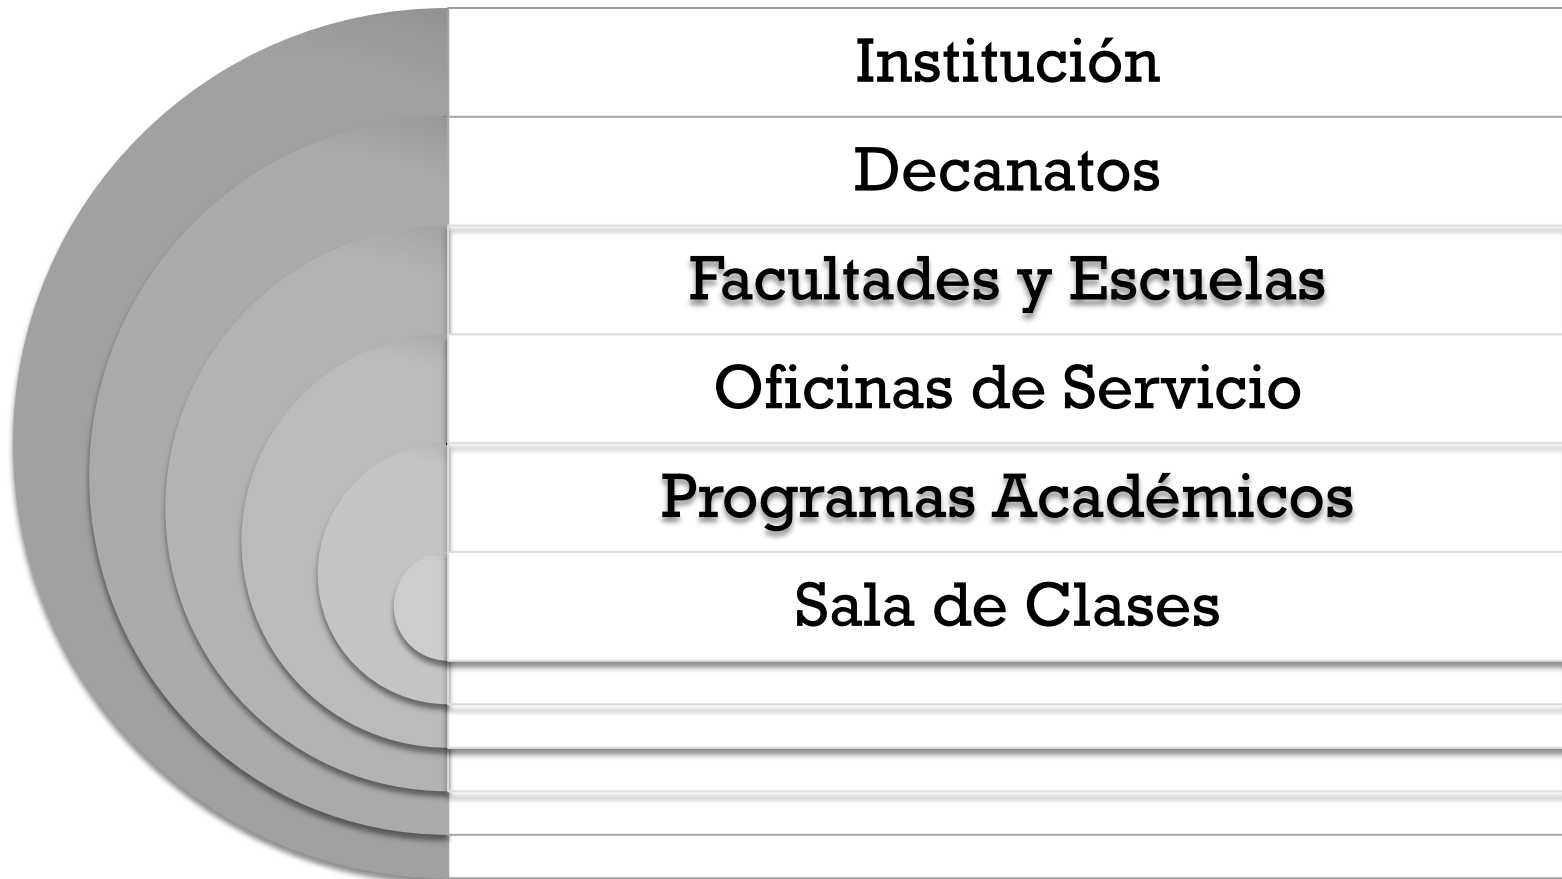 Institución
Decanatos
Facultades y Escuelas
Oficinas de Servicio
Programas Académicos
Sala de Clases